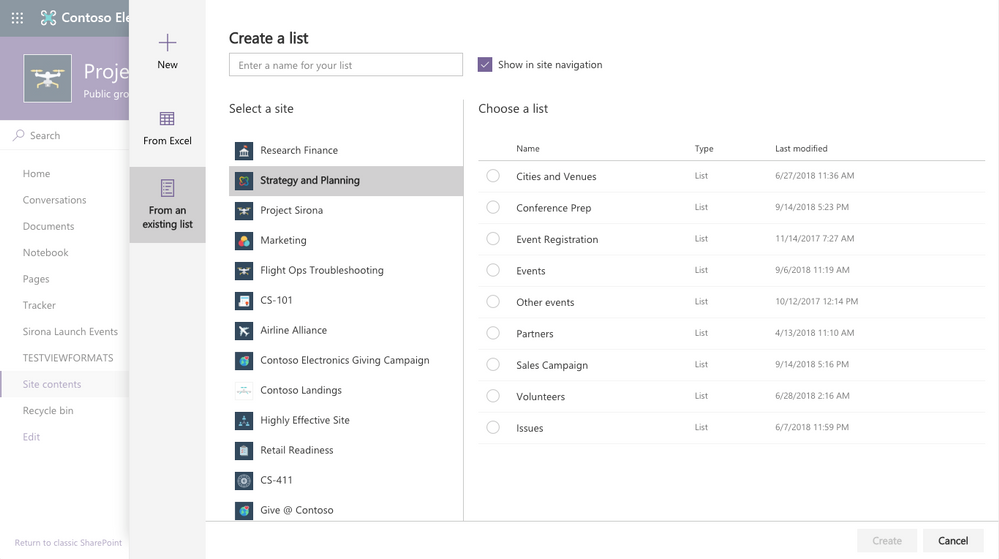 Contoso Ele
Proje
Public gro
Search
Home
Conversations
Documents
Notebook
Pages
Tracker
Sirona Launch Events
TESTVIEWFORMATS
Site contents
Recycle bin
Edit
Return to classic SharePoint
New
From Excel
From an
existing list
Create a list
Enter a name for your list
Show in site navigation
Select a site
Research Finance
Strategy and Planning
Project Sirona
Marketing
Flight Ops Troubleshooting
CS-101
Airline Alliance
Contoso Electronics Giving Campaign
Contoso Landings
Highly Effective Site
Retail Readiness
CS-411
Give @ Contoso
Choose a list
Name Type Last modified
Cities and Venues List 6/27/2018 11:36 AM
Conference Prep List 9/14/2018 5:23 PM
Event Registration List 11/14/2017 7:27 AM
Events List 9/6/2018 11:19 AM
Other events List 10/12/2017 12:14 PM
Partners List 4/13/2018 11:10 AM
Sales Campaign List 9/14/2018 5:16 PM
Volunteers List 6/28/2018 2:16 AM
Issues List 6/7/2018 11:59 PM
Create Cancel